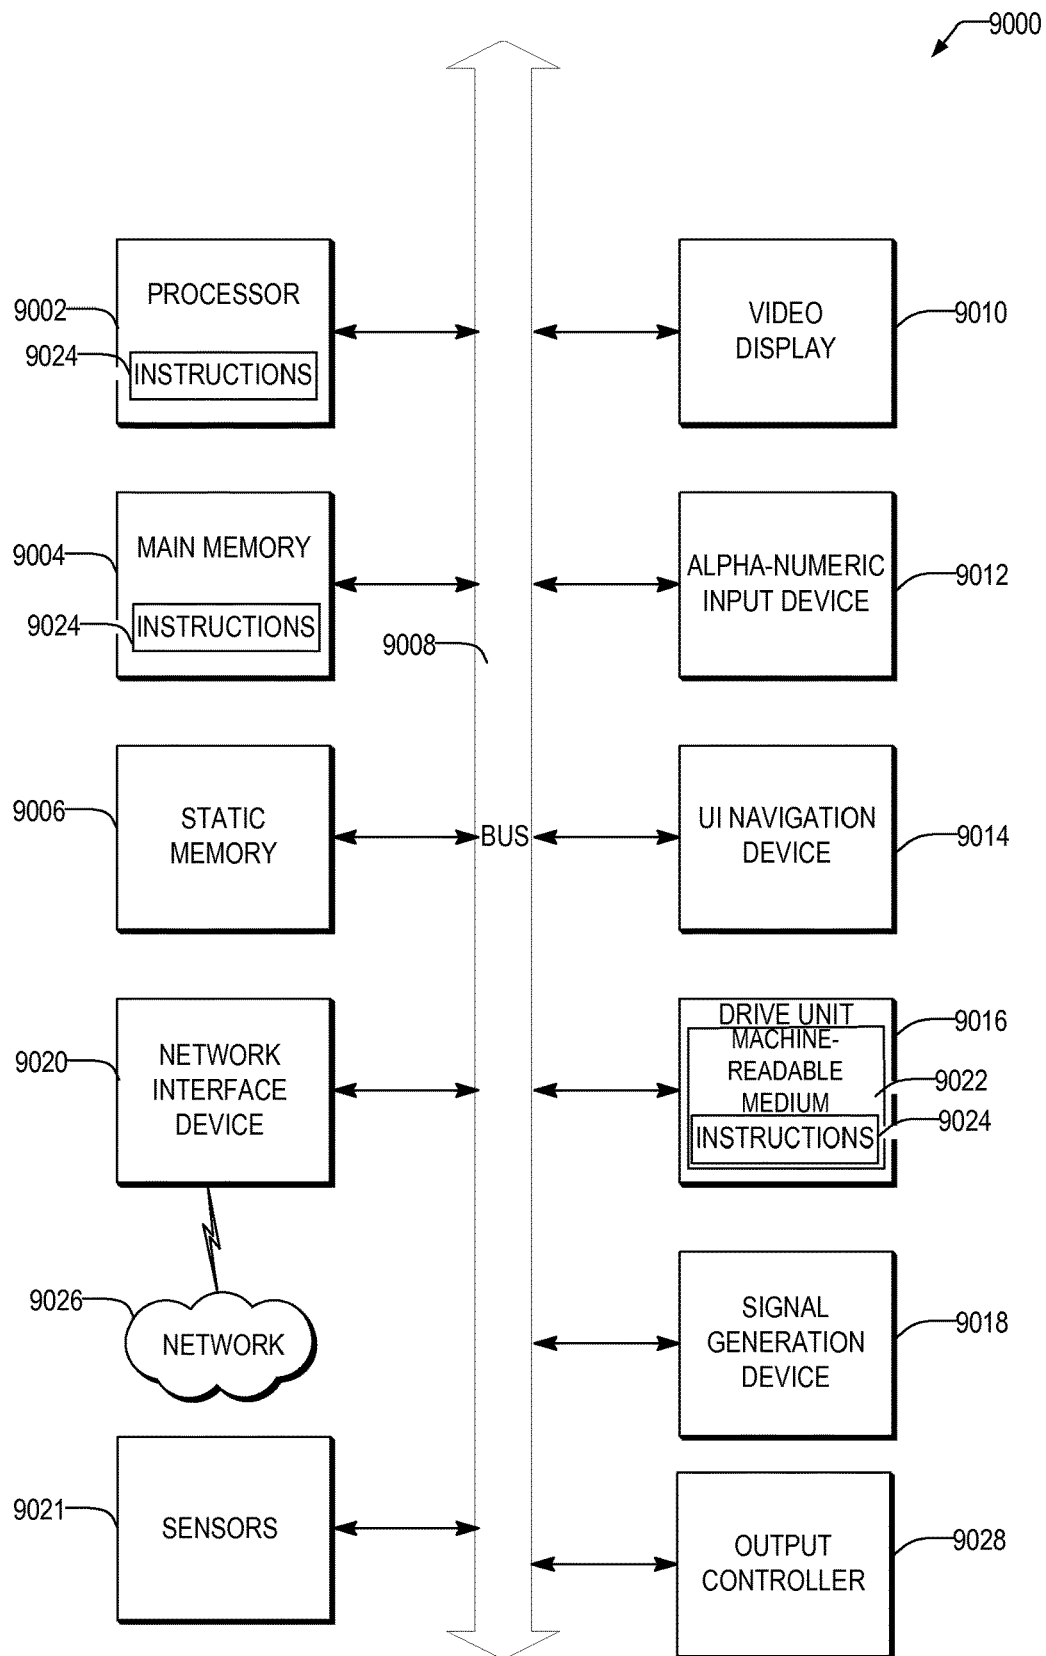 9000
PROCESSOR
9002
9024
INSTRUCTIONS
VIDEO
DISPLAY
9010
MAIN MEMORY
9004
9024
INSTRUCTIONS
9008
ALPHA-NUMERIC
INPUT DEVICE
9012
9006
STATIC
MEMORY
BUS
UI NAVIGATION
DEVICE
9014
9020
NETWORK
INTERFACE
DEVICE
DRIVE UNIT
9016
MACHINE-
READABLE
MEDIUM
9022
INSTRUCTIONS
9024
9026
NETWORK
SIGNAL
GENERATION
DEVICE
9018
9021
SENSORS
OUTPUT
CONTROLLER
9028